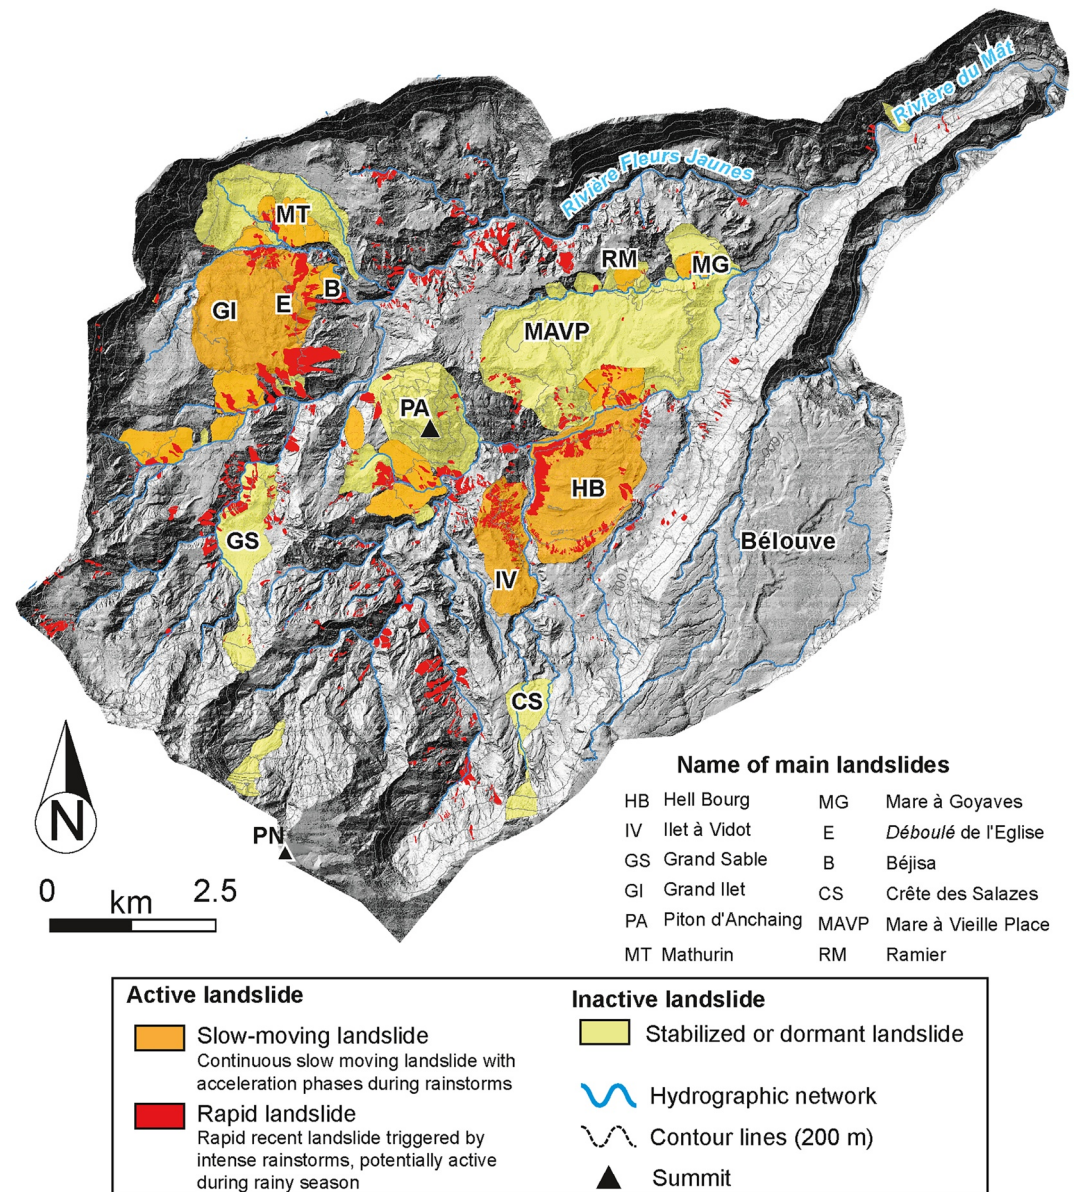 Rivière du Mât
Rivière Fleurs Jaunes
MT
RM
MG
B
E
GI
MAVP
PA
HB
GS
Bélouve
IV
1000
CS
PN
N
0 km 2.5
Name of main landslides
HB Hell Bourg
IV Ilet à Vidot
GS Grand Sable
GI Grand Ilet
PA Piton d'Anchaing
MT Mathurin
MG Mare à Goyaves
E Déboulé de l'Eglise
B Béjisa
CS Crête des Salazes
MAVP Mare à Vieille Place
RM Ramier
Active landslide
Slow-moving landslide
Continuous slow moving landslide with
acceleration phases during rainstorms
Rapid landslide
Rapid recent landslide triggered by
intense rainstorms, potentially active
during rainy season
Inactive landslide
Stabilized or dormant landslide
Hydrographic network
Contour lines (200 m)
Summit